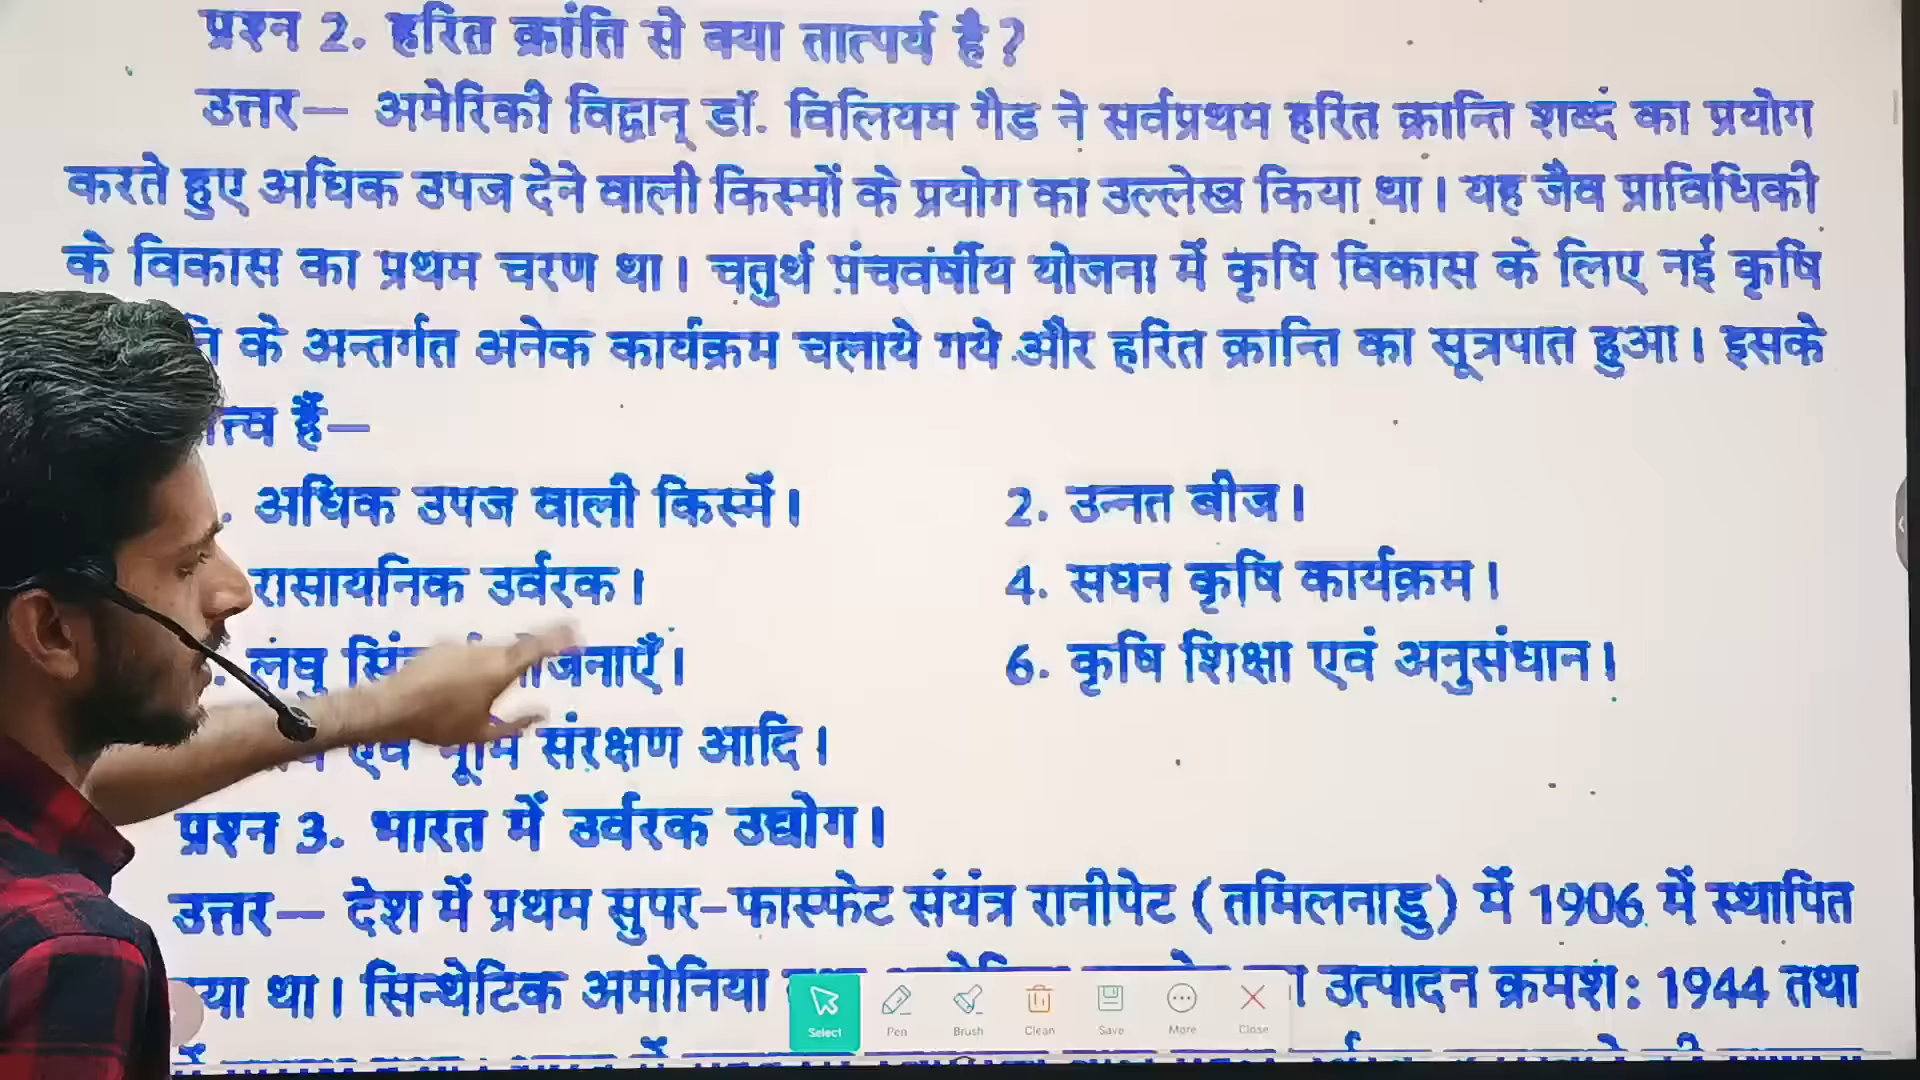 प्रश्न 2. हरित क्रांति से क्या तात्पर्य है ?
उत्तर— अमेरिकी विद्वान् डॉ. विलियम गैड ने सर्वप्रथम हरित क्रान्ति शब्द का प्रयोग
करते हुए अधिक उपज देने वाली किस्मों के प्रयोग का उल्लेख किया था। यह जैव प्राविधिकी
के विकास का प्रथम चरण था। चतुर्थ पंचवर्षीय योजना में कृषि विकास के लिए नई कृषि
के अन्तर्गत अनेक कार्यक्रम चलाये गये और हरित क्रान्ति का सूत्रपात हुआ। इसके
हैं—
अधिक उपज वाली किस्में। 2. उन्नत बीज।
रासायनिक उर्वरक। 4. सघन कृषि कार्यक्रम।
लघु 6. कृषि शिक्षा एवं अनुसंधान।
एवं भूमि संरक्षण आदि।
प्रश्न 3. भारत में उर्वरक उद्योग।
उत्तर— देश में प्रथम सुपर-फास्फेट संयंत्र रानीपेट (तमिलनाडु) में 1906 में स्थापित
था। सिन्थेटिक अमोनिया उत्पादन क्रमश: 1944 तथा
Select Pen Brush Clean Save More Close